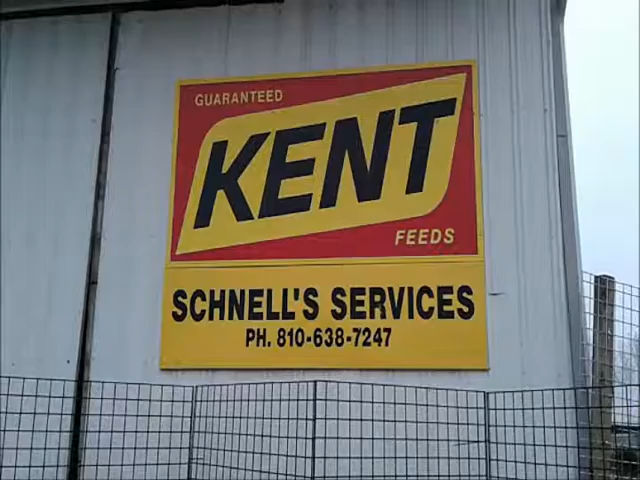 GUARANTEED
KENT
FEEDS
SCHNELL'S SERVICES
PH. 810-638-7247